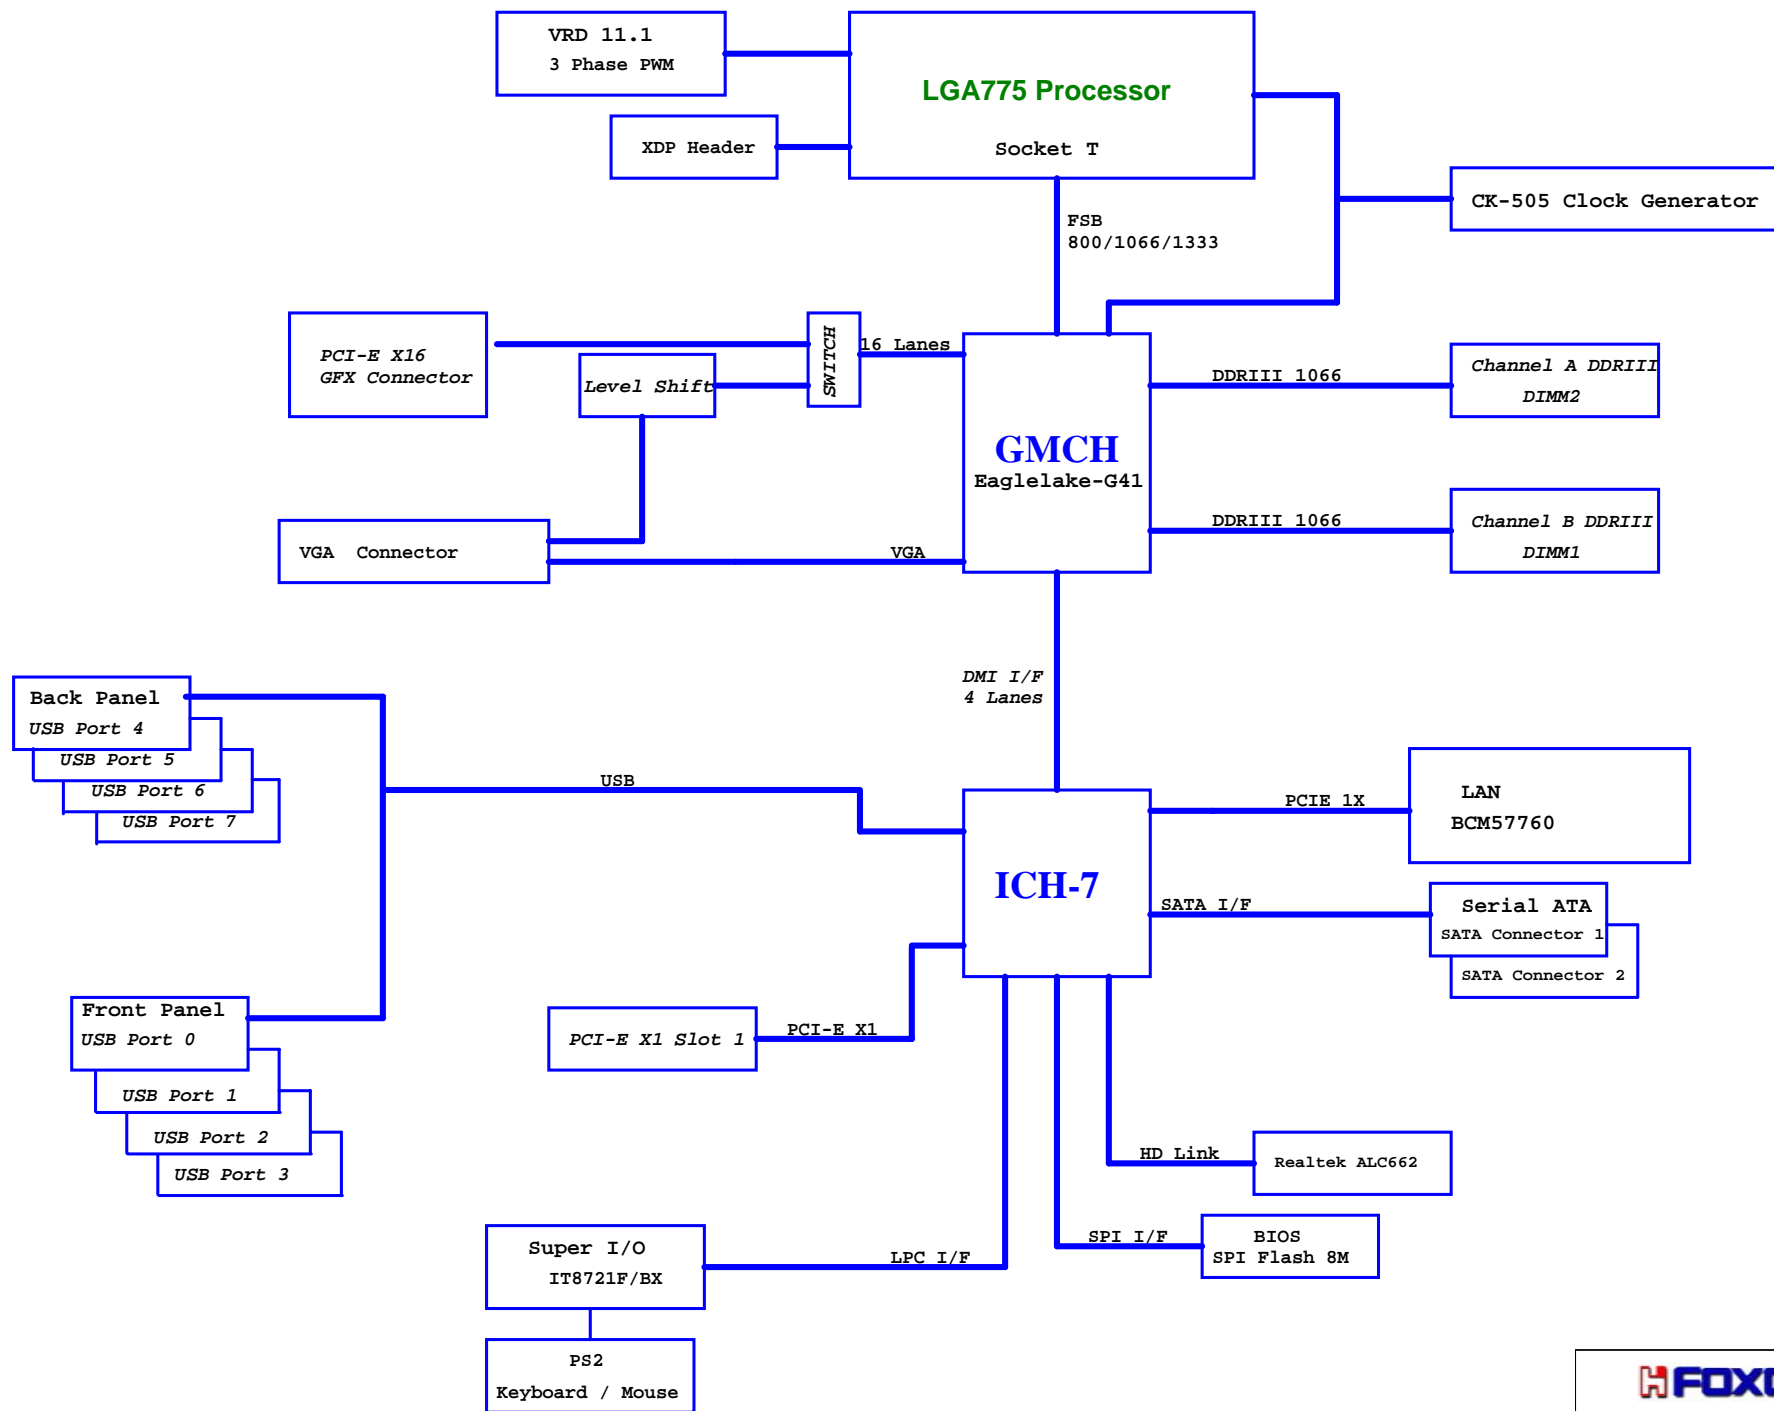 VRD 11.1
3 Phase PWM
LGA775 Processor
Socket T
XDP Header
CK-505 Clock Generator
FSB
800/1066/1333
PCI-E X16
GFX Connector
SWITCH
16 Lanes
Level Shift
GMCH
Eaglelake-G41
DDRIII 1066
Channel A DDRIII
DIMM2
DDRIII 1066
Channel B DDRIII
DIMM1
VGA Connector
VGA
DMI I/F
4 Lanes
Back Panel
USB Port 4
USB Port 5
USB Port 6
USB Port 7
USB
ICH-7
PCIE 1X
LAN
BCM57760
SATA I/F
Serial ATA
SATA Connector 1
SATA Connector 2
Front Panel
USB Port 0
USB Port 1
USB Port 2
USB Port 3
PCI-E X1 Slot 1
PCI-E X1
HD Link
Realtek ALC662
SPI I/F
BIOS
SPI Flash 8M
Super I/O
IT8721F/BX
LPC I/F
PS2
Keyboard / Mouse